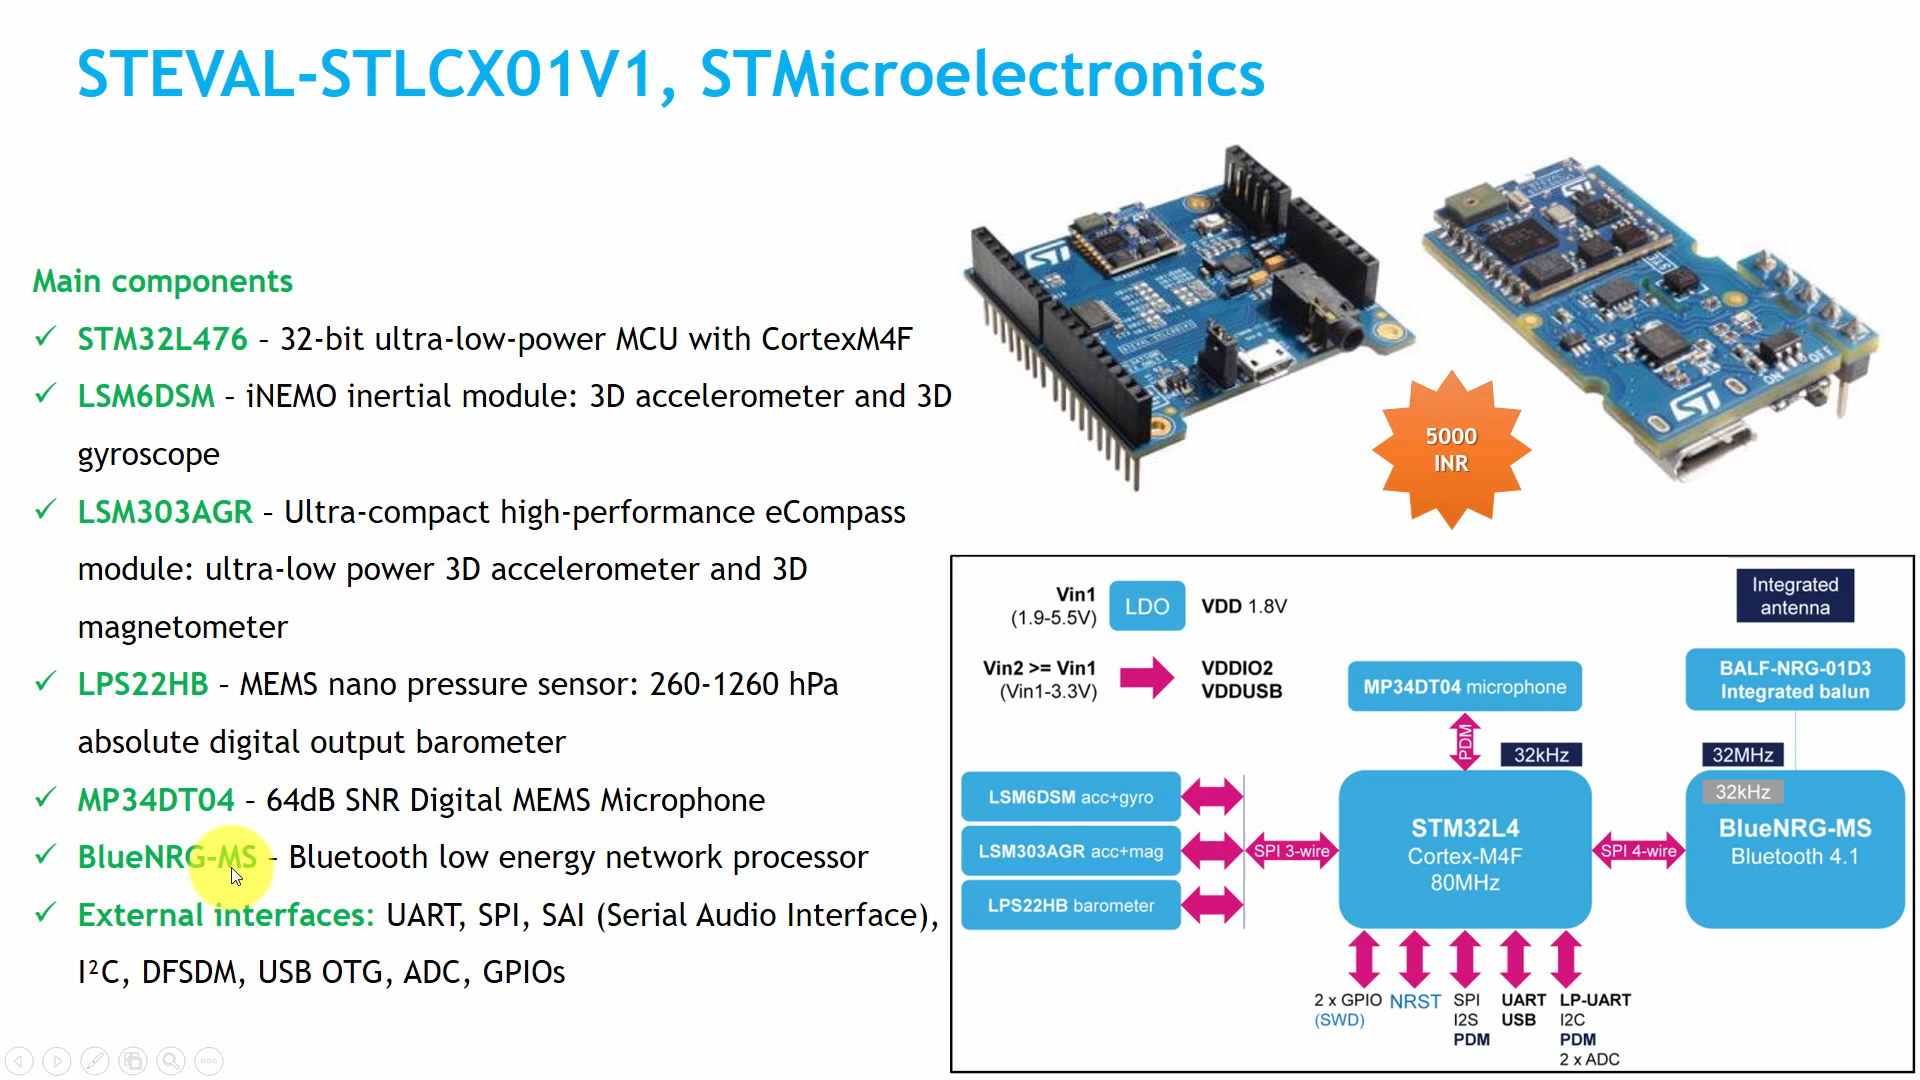 STEVAL-STLCX01V1, STMicroelectronics
Main components
✓ STM32L476 – 32-bit ultra-low-power MCU with CortexM4F
✓ LSM6DSM – iNEMO inertial module: 3D accelerometer and 3D
gyroscope
✓ LSM303AGR – Ultra-compact high-performance eCompass
module: ultra-low power 3D accelerometer and 3D
magnetometer
✓ LPS22HB – MEMS nano pressure sensor: 260-1260 hPa
absolute digital output barometer
✓ MP34DT04 – 64dB SNR Digital MEMS Microphone
✓ BlueNRG-MS – Bluetooth low energy network processor
✓ External interfaces: UART, SPI, SAI (Serial Audio Interface),
I²C, DFSDM, USB OTG, ADC, GPIOs
ST
ST
5000
INR
Vin1
(1.9-5.5V)
LDO
VDD 1.8V
Integrated
antenna
Vin2 >= Vin1
(Vin1-3.3V)
VDDIO2
VDDUSB
MP34DT04 microphone
BALF-NRG-01D3
Integrated balun
PDM
32kHz
32MHz
32kHz
LSM6DSM acc+gyro
LSM303AGR acc+mag
LPS22HB barometer
SPI 3-wire
STM32L4
Cortex-M4F
80MHz
SPI 4-wire
BlueNRG-MS
Bluetooth 4.1
2 x GPIO
(SWD)
NRST
SPI
I2S
PDM
UART
USB
LP-UART
I2C
PDM
2 x ADC